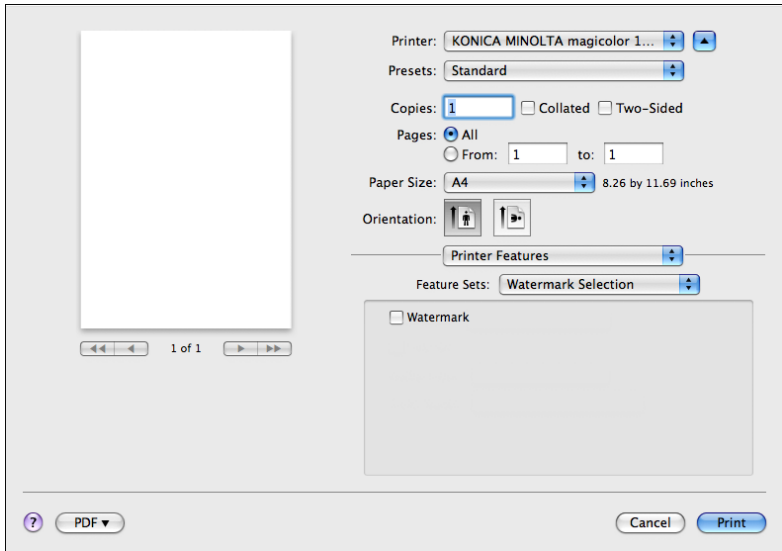 Printer: KONICA MINOLTA magicolor 1...
Presets: Standard
Copies: 1 Collated Two-Sided
Pages: All
From: 1 to: 1
Paper Size: A4 8.26 by 11.69 inches
Orientation:
Printer Features
Feature Sets: Watermark Selection
Watermark
1 of 1
? PDF ▼ Cancel Print